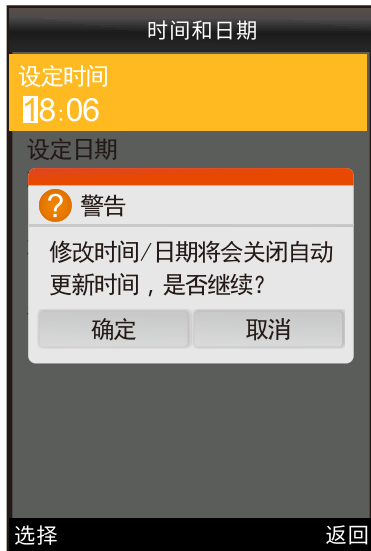 时间和日期
设定时间
18:06
设定日期
警告
修改时间/日期将会关闭自动
更新时间，是否继续?
确定 取消
选择 返回